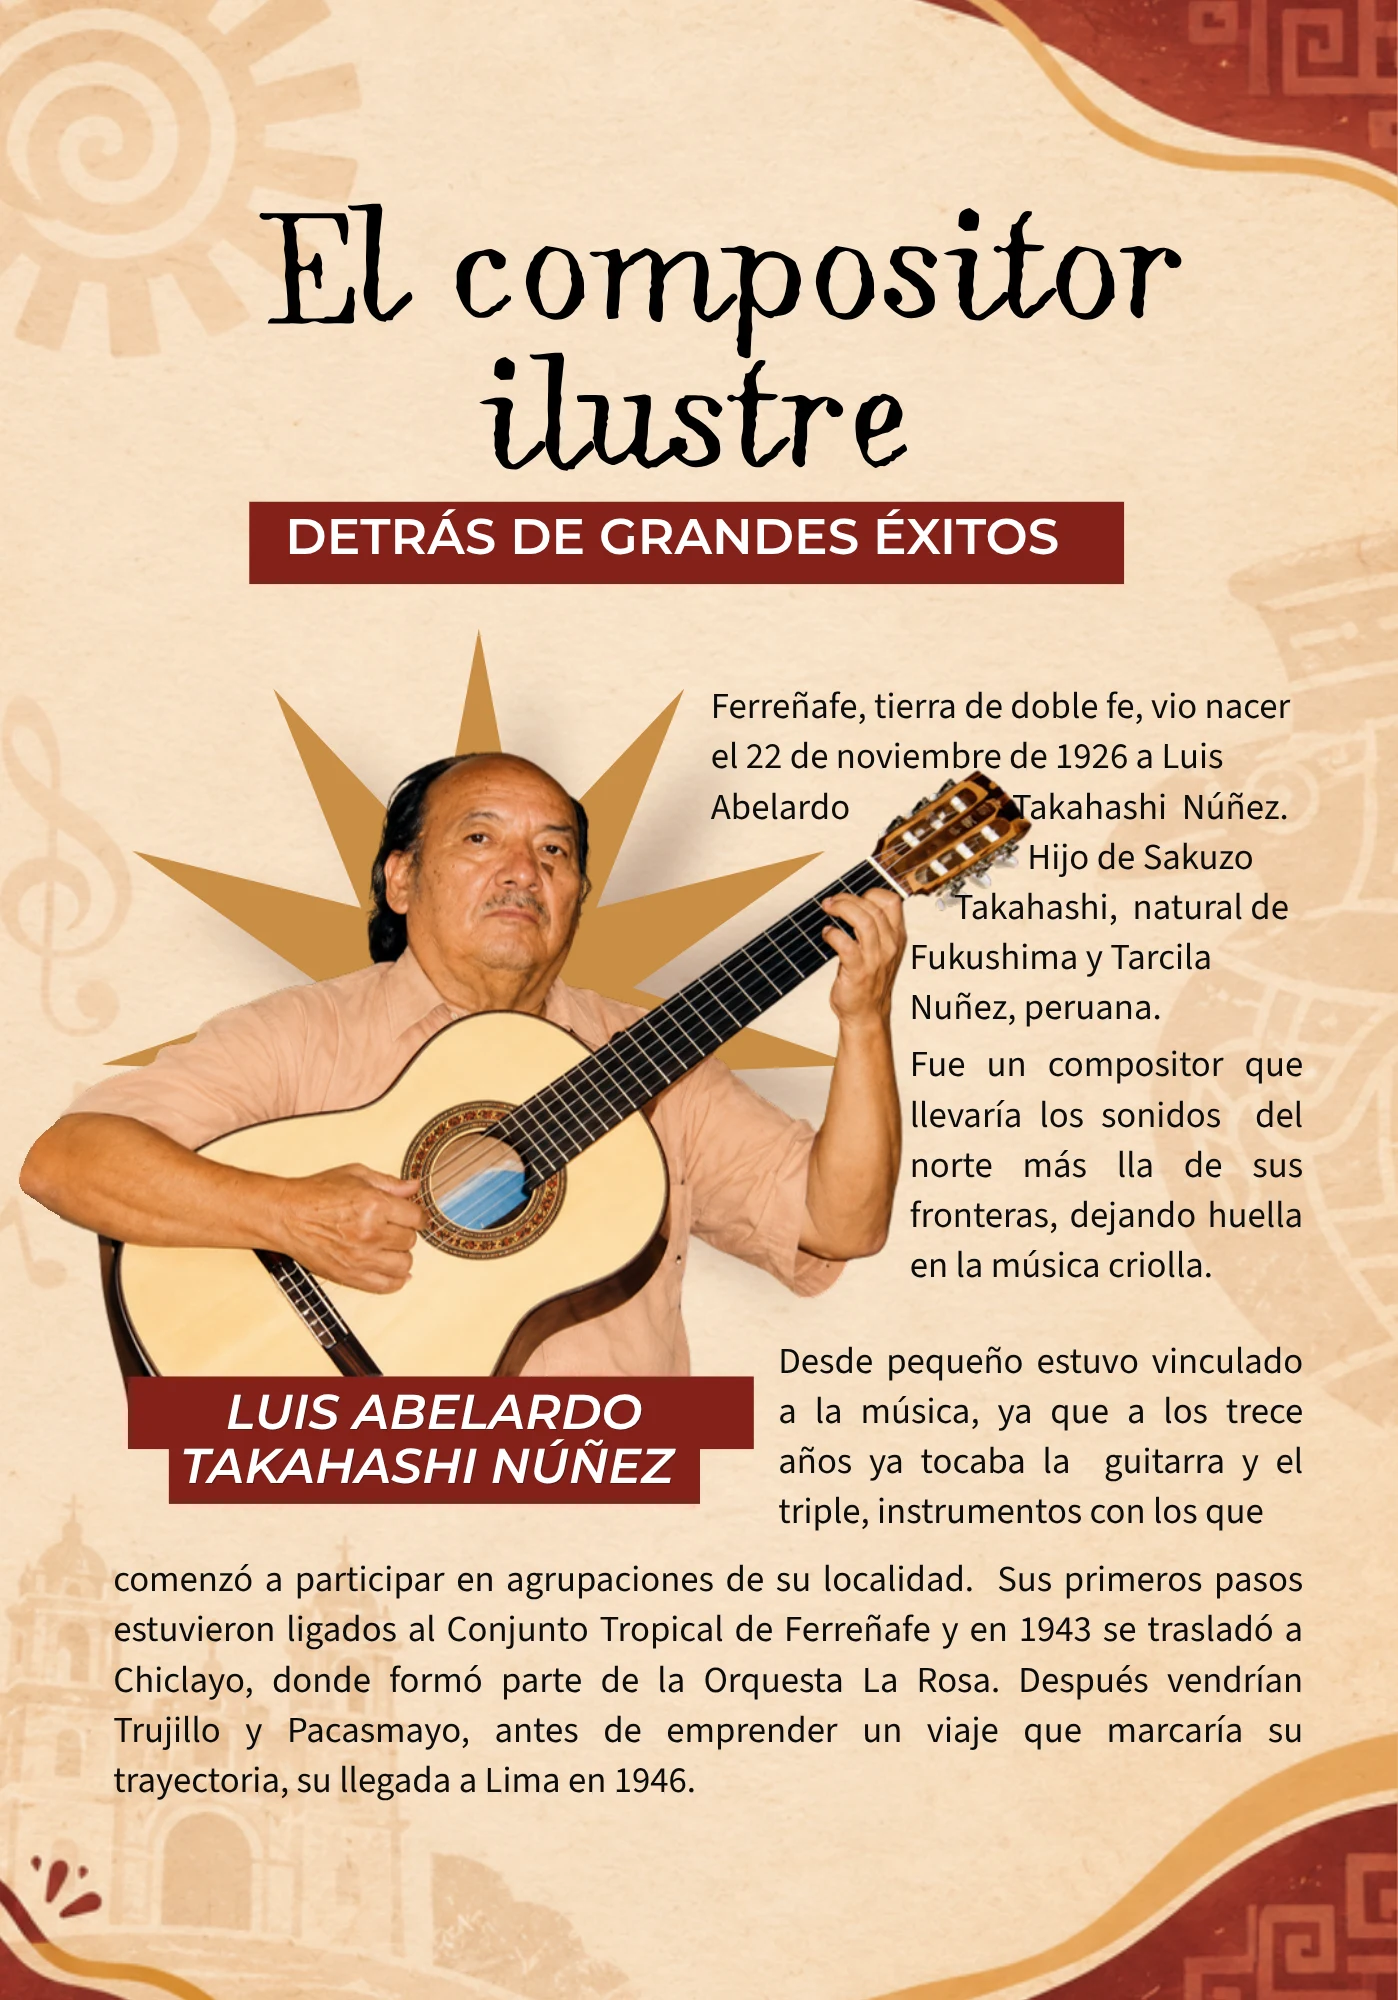 El compositor
ilustre
DETRÁS DE GRANDES ÉXITOS
Ferreñafe, tierra de doble fe, vio nacer
el 22 de noviembre de 1926 a Luis
Abelardo Takahashi Núñez.
Hijo de Sakuzo
Takahashi, natural de
Fukushima y Tarcila
Nuñez, peruana.
Fue un compositor que
llevaría los sonidos del
norte más lla de sus
fronteras, dejando huella
en la música criolla.
LUIS ABELARDO
TAKAHASHI NÚÑEZ
Desde pequeño estuvo vinculado
a la música, ya que a los trece
años ya tocaba la guitarra y el
triple, instrumentos con los que
comenzó a participar en agrupaciones de su localidad. Sus primeros pasos
estuvieron ligados al Conjunto Tropical de Ferreñafe y en 1943 se trasladó a
Chiclayo, donde formó parte de la Orquesta La Rosa. Después vendrían
Trujillo y Pacasmayo, antes de emprender un viaje que marcaría su
trayectoria, su llegada a Lima en 1946.